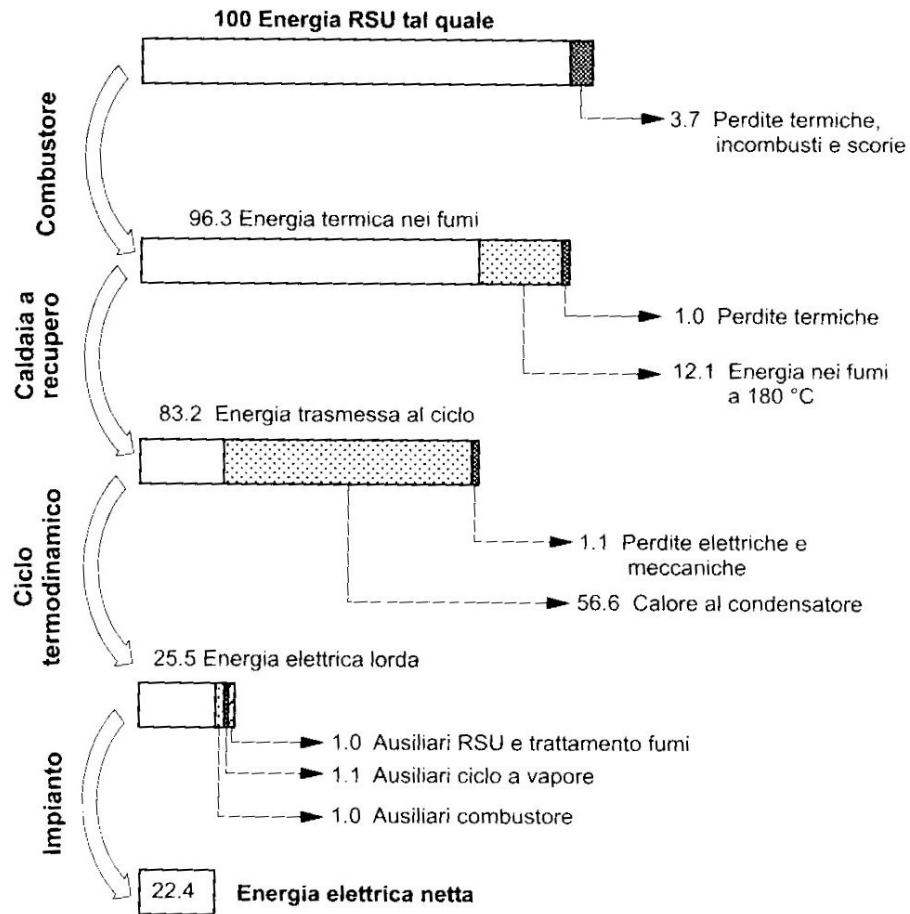 100 Energia RSU tal quale
Combustore
3.7 Perdite termiche,
incombusti e scorie
96.3 Energia termica nei fumi
Caldaia a
recupero
1.0 Perdite termiche
12.1 Energia nei fumi
a 180 °C
83.2 Energia trasmessa al ciclo
Ciclo
termodinamico
1.1 Perdite elettriche e
meccaniche
56.6 Calore al condensatore
25.5 Energia elettrica lorda
Impianto
1.0 Ausiliari RSU e trattamento fumi
1.1 Ausiliari ciclo a vapore
1.0 Ausiliari combustore
22.4 Energia elettrica netta